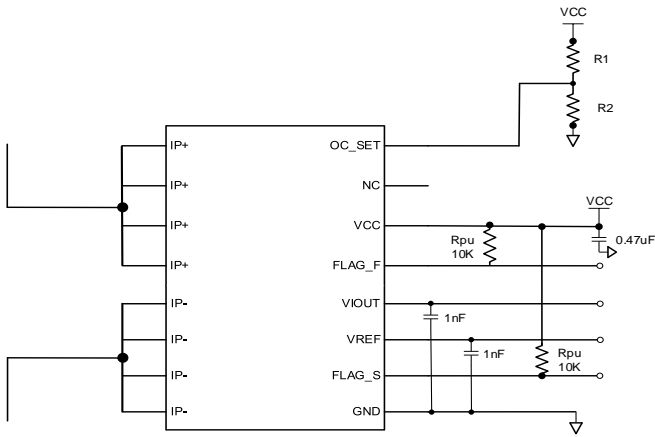 VCC
R1
R2
IP+ OC_SET
IP+ NC
VCC
IP+ VCC
Rpu
10K
0.47uF
IP+ FLAG_F
IP- VIOUT
1nF
IP- VREF
1nF
Rpu
10K
IP- FLAG_S
IP- GND